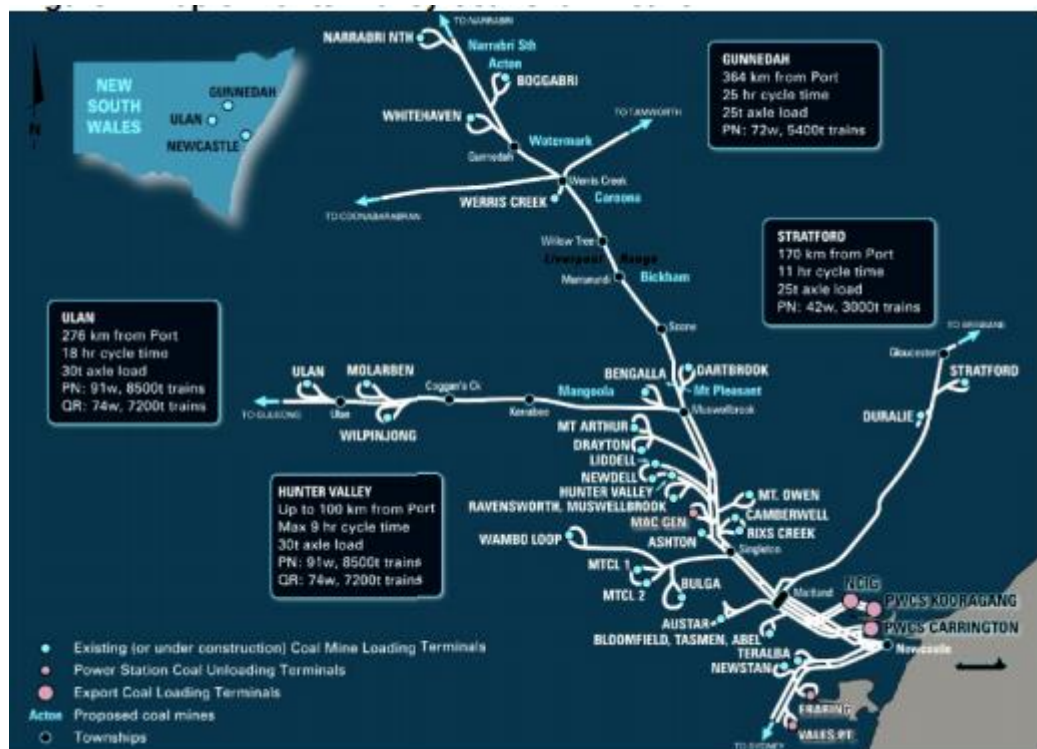 TO NARRABRI
NARRABRI NTH
Narrabri Sth
Acton
BOGGABRI
NEW
SOUTH
WALES
GUNNEDAH
ULAN
NEWCASTLE
N
GUNNEDAH
364 km from Port
25 hr cycle time
25t axle load
PN: 72w, 5400t trains
WHITEHAVEN
TO TAMWORTH
Watermark
Gunnedah
Werris Creek
WERRIS CREEK
Caroona
TO COONABARABRAN
Willow Tree
Liverpool Range
Murrurundi
Bickham
STRATFORD
170 km from Port
11 hr cycle time
25t axle load
PN: 42w, 3000t trains
Scone
TO BRISBANE
Gloucester
STRATFORD
DURALIE
ULAN
276 km from Port
18 hr cycle time
30t axle load
PN: 91w, 8500t trains
QR: 74w, 7200t trains
ULAN
MOLARBEN
Coggan's Ck
Mangoola
BENGALLA
DARTBROOK
Mt Pleasant
TO GULGONG
Ulan
Kerrabee
Muswellbrook
WILPINJONG
MT ARTHUR
DRAYTON
LIDDELL
NEWDELL
HUNTER VALLEY
RAVENSWORTH, MUSWELLBROOK
MT. OWEN
MAC GEN
CAMBERWELL
RIXS CREEK
ASHTON
Singleton
HUNTER VALLEY
Up to 100 km from Port
Max 9 hr cycle time
30t axle load
PN: 91w, 8500t trains
QR: 74w, 7200t trains
WAMBO LOOP
MTCL 1
MTCL 2
BULGA
Maitland
NCIG
PWCS KOORAGANG
AUSTAR
BLOOMFIELD, TASMEN, ABEL
PWCS CARRINGTON
TERALBA
NEWSTAN
Newcastle
ERARING
VALES PT.
TO SYDNEY
Existing (or under construction) Coal Mine Loading Terminals
Power Station Coal Unloading Terminals
Export Coal Loading Terminals
Acton Proposed coal mines
Townships